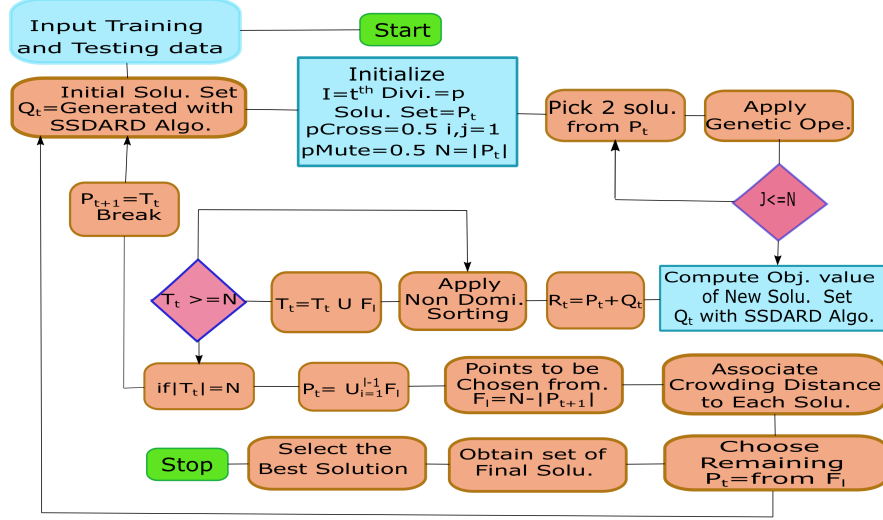 Input Training
and Testing data
Start
Initial Solu. Set
Qt=Generated with
SSDARD Algo.
Initialize
I=tth Divi.=p
Solu. Set=Pt
pCross=0.5 i,j=1
pMute=0.5 N=|Pt|
Pick 2 solu.
from Pt
Apply
Genetic Ope.
J<=N
Pt+1=Tt
Break
Tt >=N
Tt=Tt U Fl
Apply
Non Domi.
Sorting
Rt=Pt+Qt
Compute Obj. value
of New Solu. Set
Qt with SSDARD Algo.
if|Tt|=N
Pt= Ui=1l-1Fl
Points to be
Chosen from.
Fl=N-|Pt+1|
Associate
Crowding Distance
to Each Solu.
Stop
Select the
Best Solution
Obtain set of
Final Solu.
Choose
Remaining
Pt=from Fl